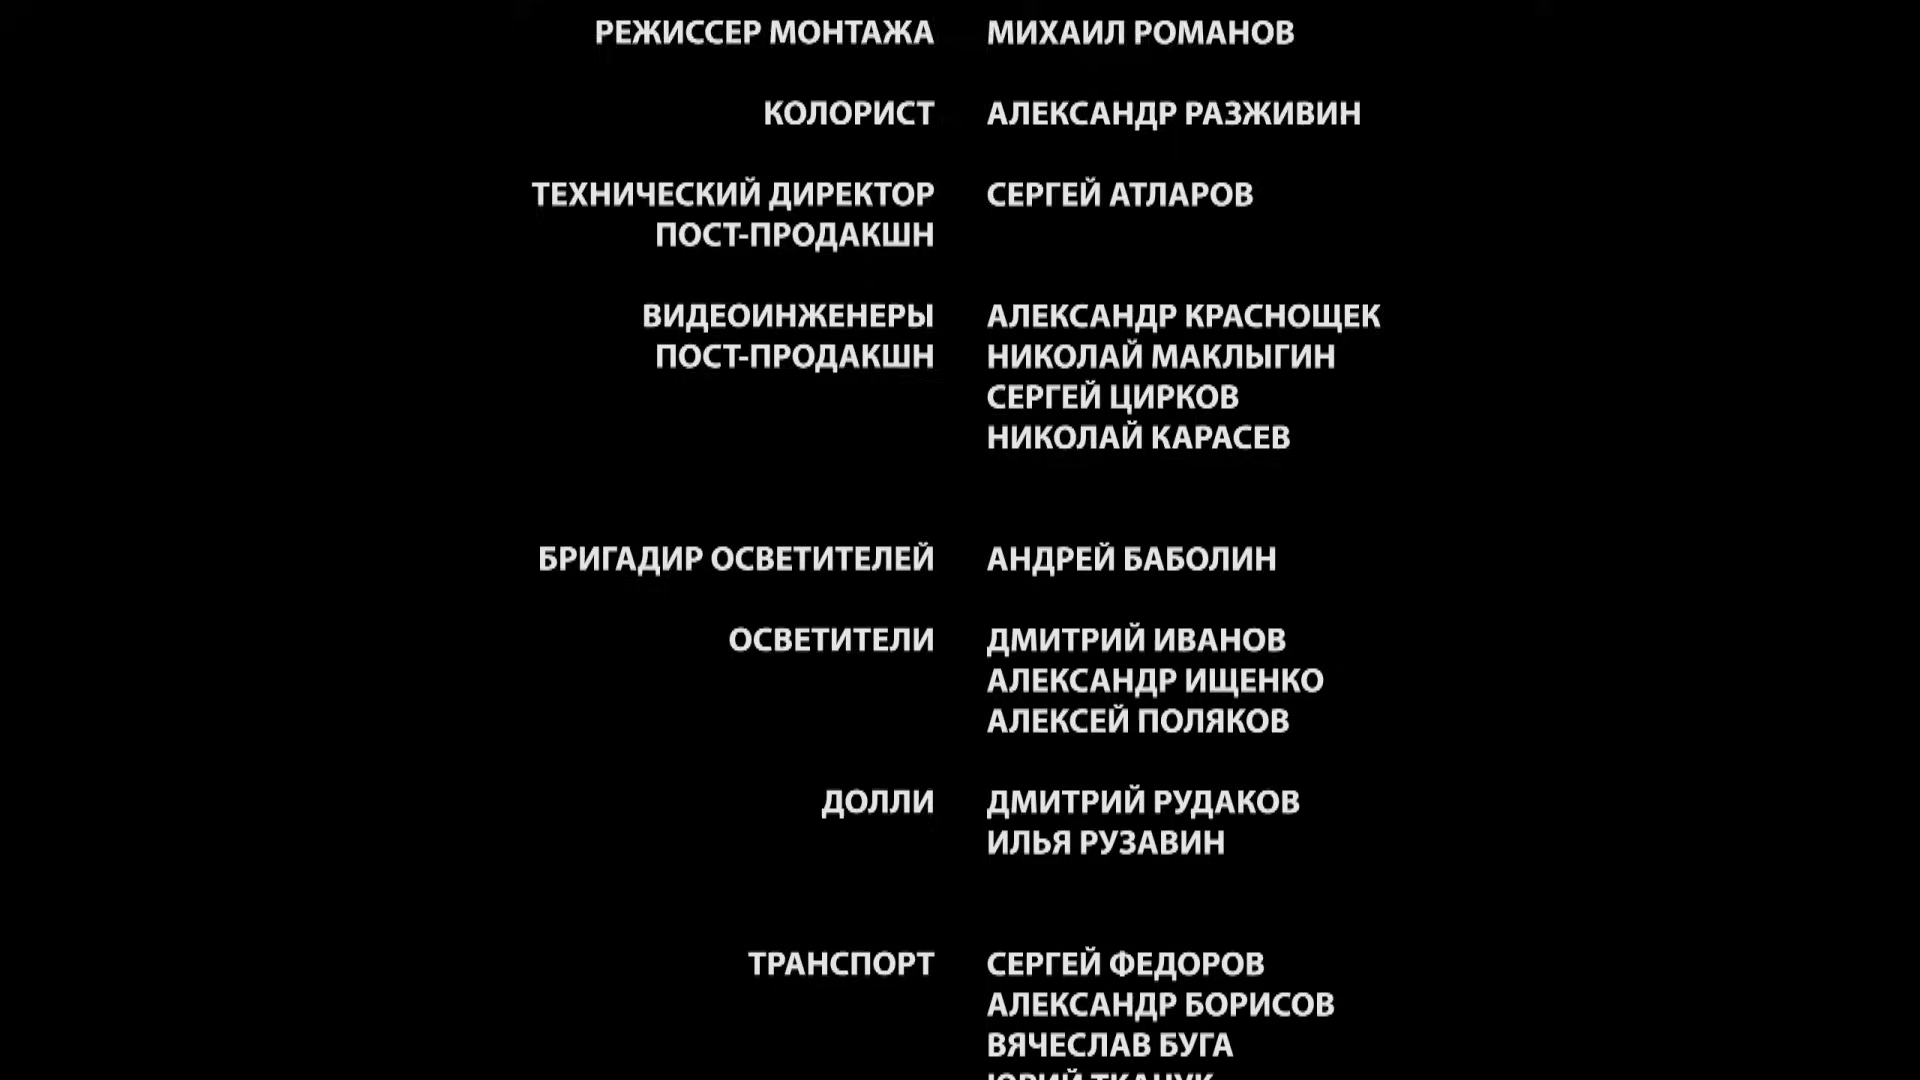 РЕЖИССЕР МОНТАЖА МИХАИЛ РОМАНОВ
КОЛОРИСТ АЛЕКСАНДР РАЗЖИВИН
ТЕХНИЧЕСКИЙ ДИРЕКТОР СЕРГЕЙ АТЛАРОВ
ПОСТ-ПРОДАКШН
ВИДЕОИНЖЕНЕРЫ АЛЕКСАНДР КРАСНОЩЕК
ПОСТ-ПРОДАКШН НИКОЛАЙ МАКЛЫГИН
СЕРГЕЙ ЦИРКОВ
НИКОЛАЙ КАРАСЕВ
БРИГАДИР ОСВЕТИТЕЛЕЙ АНДРЕЙ БАБОЛИН
ОСВЕТИТЕЛИ ДМИТРИЙ ИВАНОВ
АЛЕКСАНДР ИЩЕНКО
АЛЕКСЕЙ ПОЛЯКОВ
ДОЛЛИ ДМИТРИЙ РУДАКОВ
ИЛЬЯ РУЗАВИН
ТРАНСПОРТ СЕРГЕЙ ФЕДОРОВ
АЛЕКСАНДР БОРИСОВ
ВЯЧЕСЛАВ БУГА